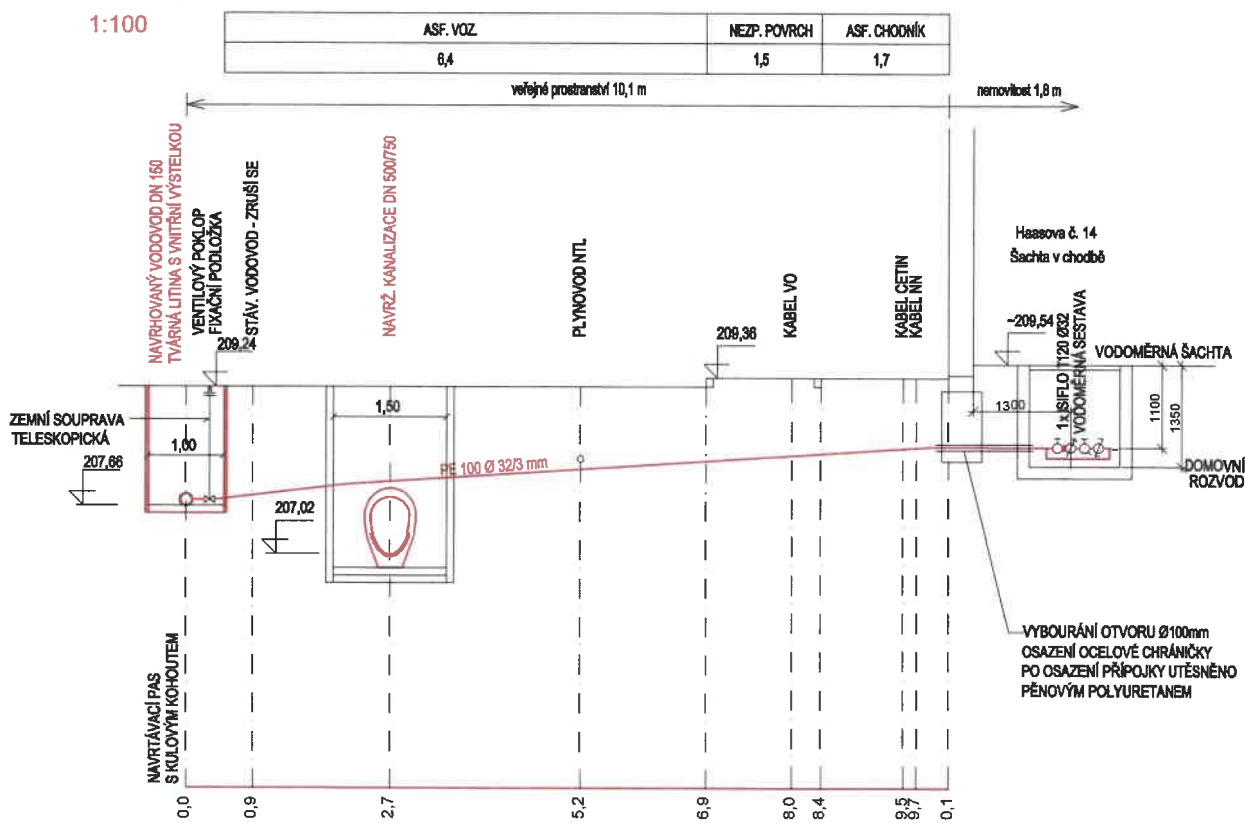 1:100
ASF. VOZ.
NEZP. POVRCH
ASF. CHODNÍK
6,4
1,5
1,7
veřejné prostranství 10,1 m
nemovitost 1,8 m
NAVRHOVANÝ VODOVOD DN 150
TVÁRNÁ LITINA S VNITŘNÍ VÝSTELKOU
VENTILOVÝ POKLOP
FIXAČNÍ PODLOŽKA
STÁV. VODOVOD - ZRUŠÍ SE
NAVRŽ. KANALIZACE DN 500/750
PLYNOVOD NTL
KABEL VO
KABEL CETIN
KABEL NN
Haasova č. 14
Šachta v chodbě
209,24
209,36
~209,54
1x ISIFLO T120 Ø32
VODOMĚRNÁ SESTAVA
VODOMĚRNÁ ŠACHTA
ZEMNÍ SOUPRAVA
TELESKOPICKÁ
1,00
1,50
1300
1100
1350
207,66
PE 100 Ø 32/3 mm
DOMOVNÍ
ROZVOD
207,02
VYBOURÁNÍ OTVORU Ø100mm
OSAZENÍ OCELOVÉ CHRÁNIČKY
PO OSAZENÍ PŘÍPOJKY UTĚSNĚNO
PĚNOVÝM POLYURETANEM
NAVRTÁVACÍ PAS
S KULOVÝM KOHOUTEM
0,0
0,9
2,7
5,2
6,9
8,0
8,4
9,5
9,7
0,1